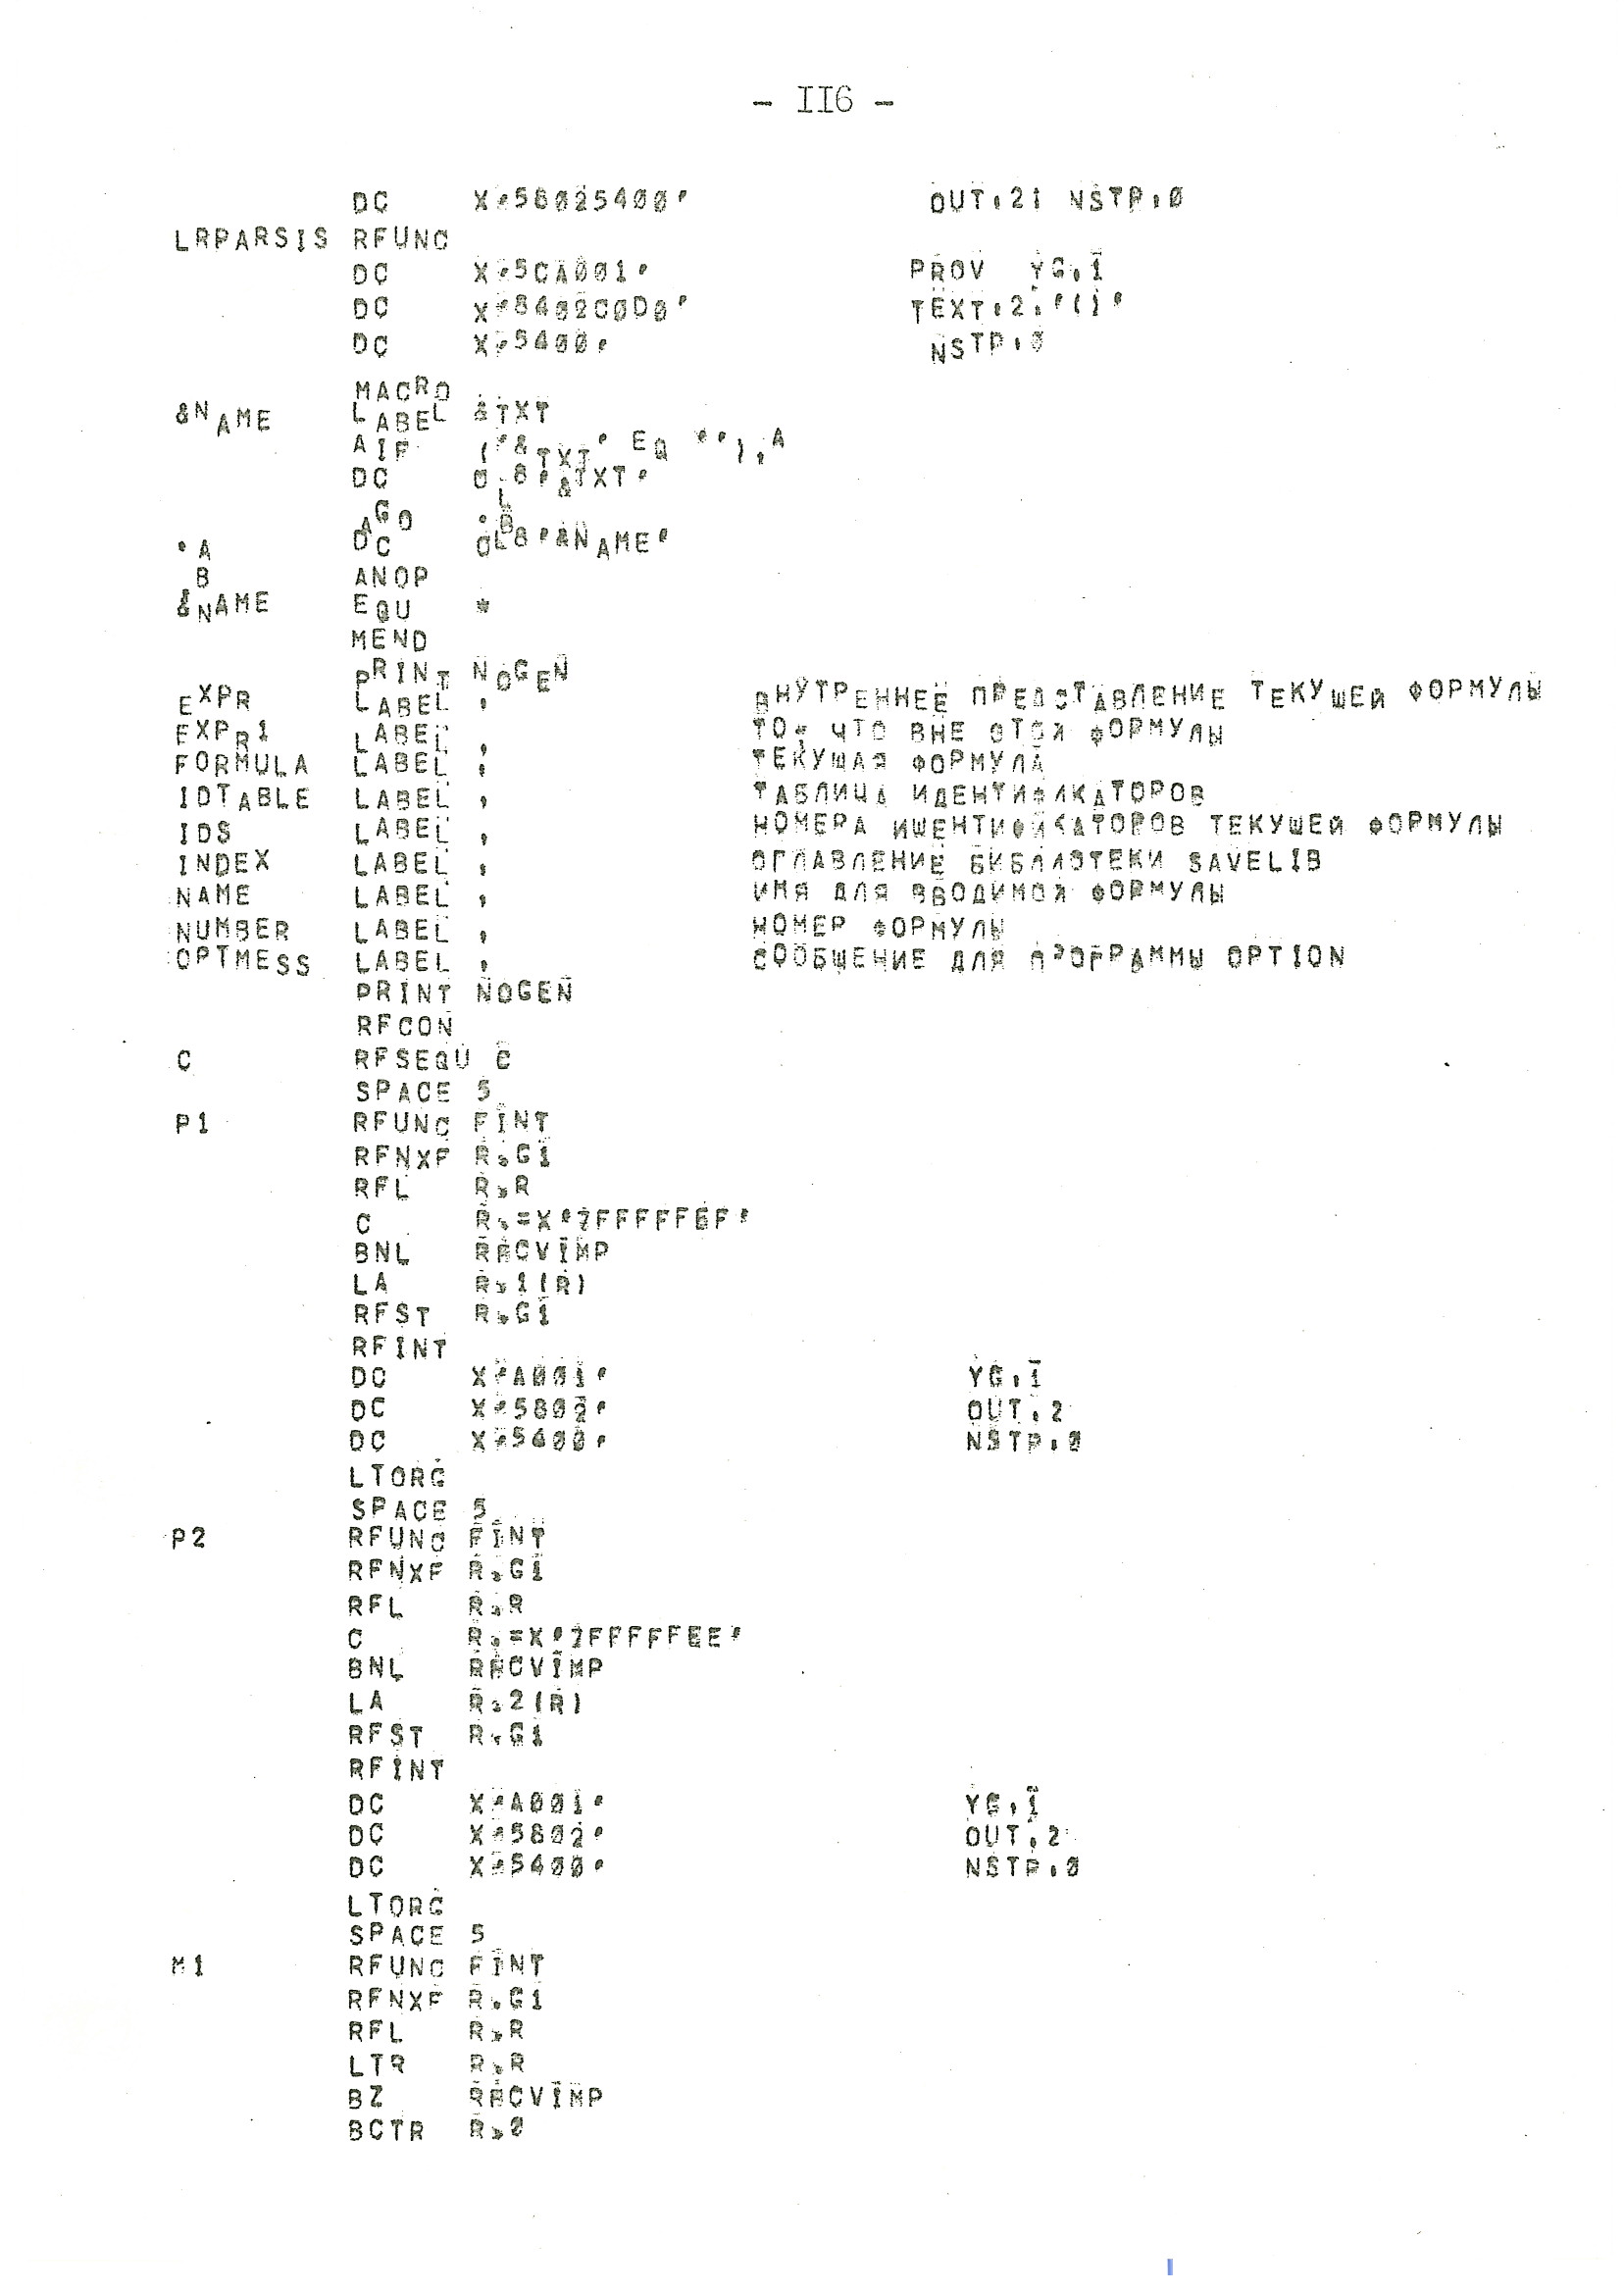 - II6 -
DC X'58025400' OUT,2; NSTP,0
LRPARSIS RFUNC
DC X'5CA001' PROV YG,1
DC X'8402C0D0' TEXT,2,'()'
DC X'5400' NSTP,0
MACRO
&NAME LABEL &TXT
AIF ('&TXT' EQ ''),A
DC CL8'&TXT'
AGO .B
.A DC CL8'&NAME'
.B ANOP
&NAME EQU *
MEND
PRINT NOGEN
EXPR LABEL , ВНУТРЕННЕЕ ПРЕДСТАВЛЕНИЕ ТЕКУЩЕЙ ФОРМУЛЫ
EXPR1 LABEL , ТО, ЧТО ВНЕ ЭТОЙ ФОРМУЛЫ
FORMULA LABEL , ТЕКУЩАЯ ФОРМУЛА
IDTABLE LABEL , ТАБЛИЦА ИДЕНТИФИКАТОРОВ
IDS LABEL , НОМЕРА ИШЕНТИФИКАТОРОВ ТЕКУЩЕЙ ФОРМУЛЫ
INDEX LABEL , ОГЛАВЛЕНИЕ БИБЛИОТЕКИ SAVELIB
NAME LABEL , ИМЯ ДЛЯ ВВОДИМОЙ ФОРМУЛЫ
NUMBER LABEL , НОМЕР ФОРМУЛЫ
OPTMESS LABEL , СООБЩЕНИЕ ДЛЯ ПРОГРАММЫ OPTION
PRINT NOGEN
RFCON
C RFSEQU C
SPACE 5
P1 RFUNC FINT
RFNXF R,G1
RFL R,R
C R,=X'7FFFFFEF'
BNL RFCVIMP
LA R,1(R)
RFST R,G1
RFINT
DC X'A001' YG,1
DC X'5802' OUT,2
DC X'5400' NSTP,0
LTORG
SPACE 5
P2 RFUNC FINT
RFNXF R,G1
RFL R,R
C R,=X'7FFFFFEE'
BNL RFCVIMP
LA R,2(R)
RFST R,G1
RFINT
DC X'A001' YG,1
DC X'5802' OUT,2
DC X'5400' NSTP,0
LTORG
SPACE 5
M1 RFUNC FINT
RFNXF R,G1
RFL R,R
LTR R,R
BZ RFCVIMP
BCTR R,0